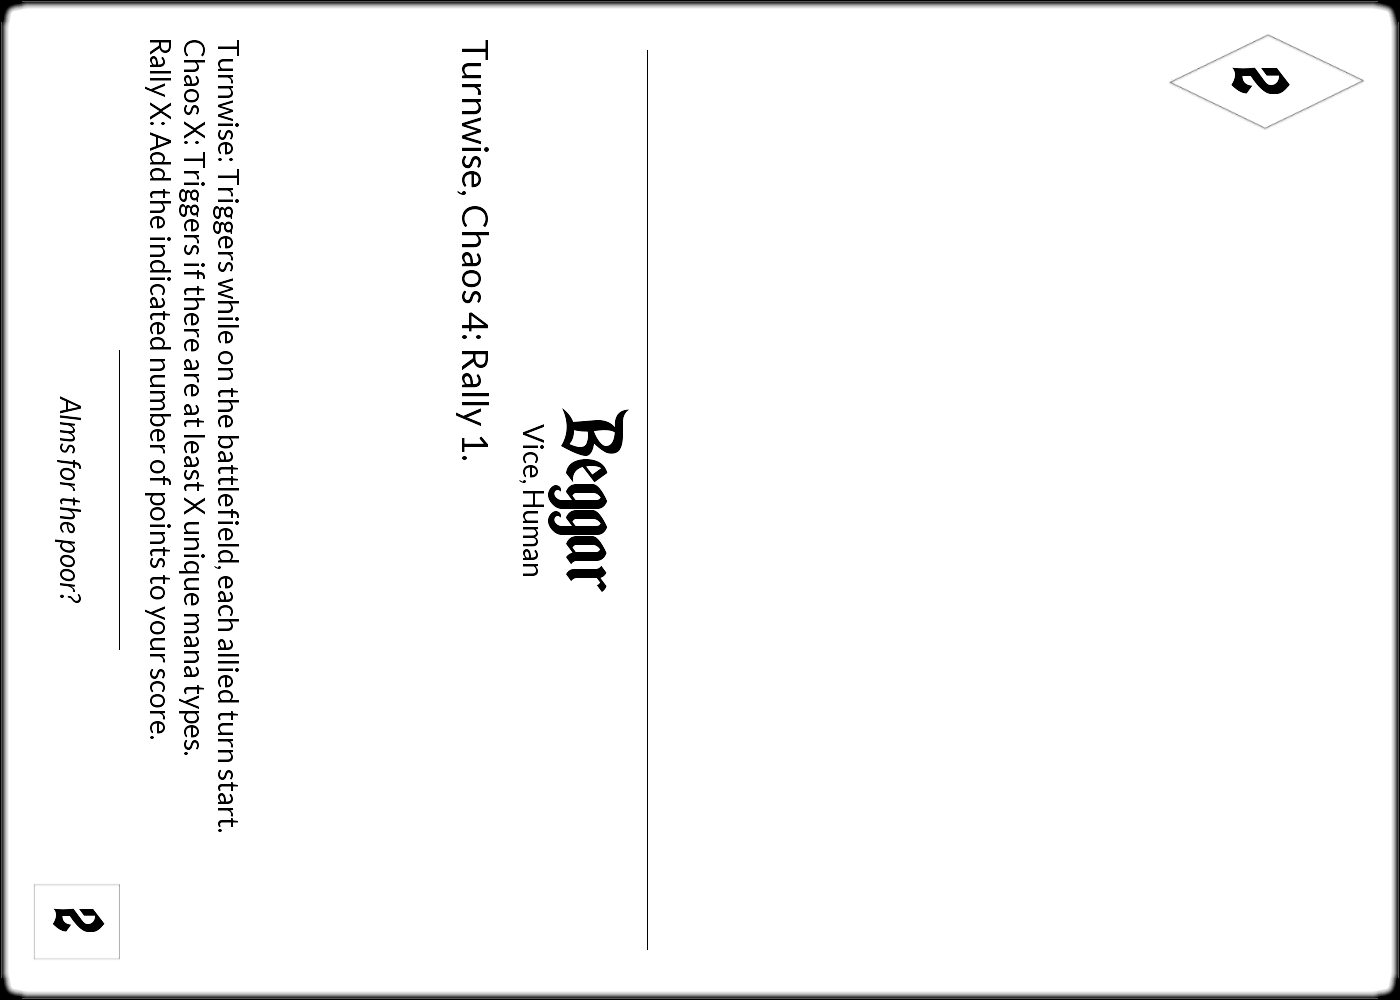 2
Beggar
Vice, Human
Turnwise, Chaos 4: Rally 1.
Turnwise: Triggers while on the battlefield, each allied turn start.
Chaos X: Triggers if there are at least X unique mana types.
Rally X: Add the indicated number of points to your score.
Alms for the poor?
2